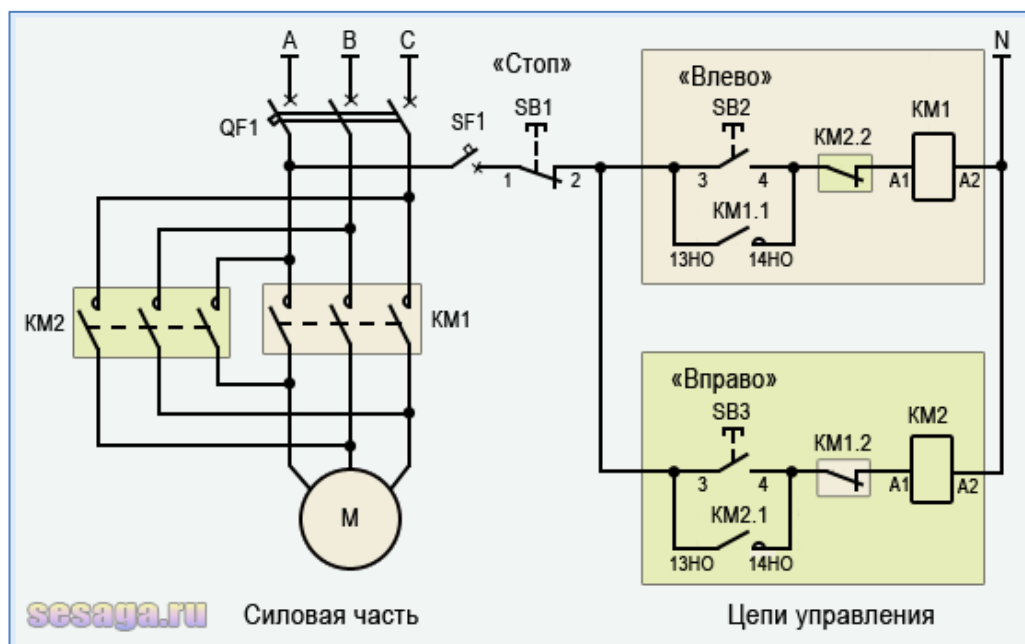 A B C N
«Стоп» «Влево»
QF1 SF1 SB1 SB2 KM2.2 KM1
1 2 3 4 A1 A2
KM1.1
13НО 14НО
KM2 KM1
«Вправо»
SB3 KM1.2 KM2
3 4 A1 A2
M
KM2.1
13НО 14НО
sesaga.ru Силовая часть Цепи управления